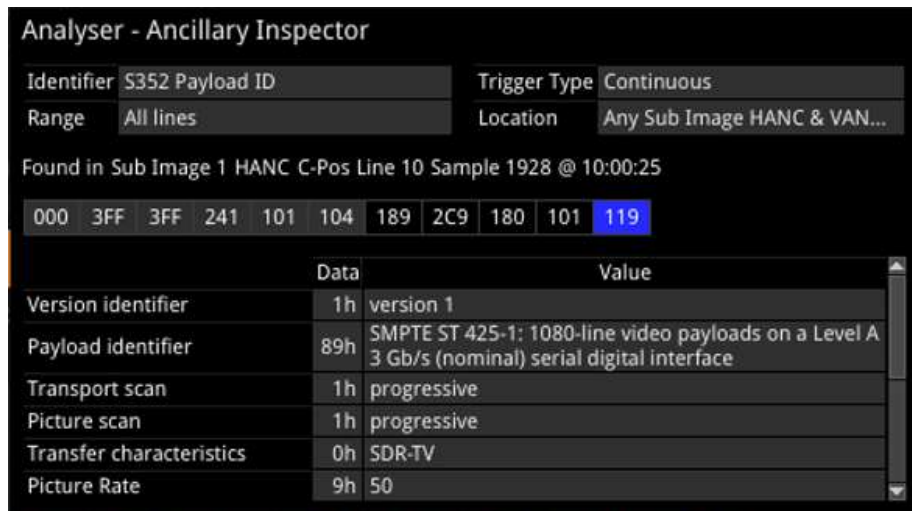 Analyser - Ancillary Inspector
Identifier S352 Payload ID Trigger Type Continuous
Range All lines Location Any Sub Image HANC & VAN...
Found in Sub Image 1 HANC C-Pos Line 10 Sample 1928 @ 10:00:25
000 3FF 3FF 241 101 104 189 2C9 180 101 119
Data Value
Version identifier 1h version 1
Payload identifier 89h SMPTE ST 425-1: 1080-line video payloads on a Level A
3 Gb/s (nominal) serial digital interface
Transport scan 1h progressive
Picture scan 1h progressive
Transfer characteristics 0h SDR-TV
Picture Rate 9h 50